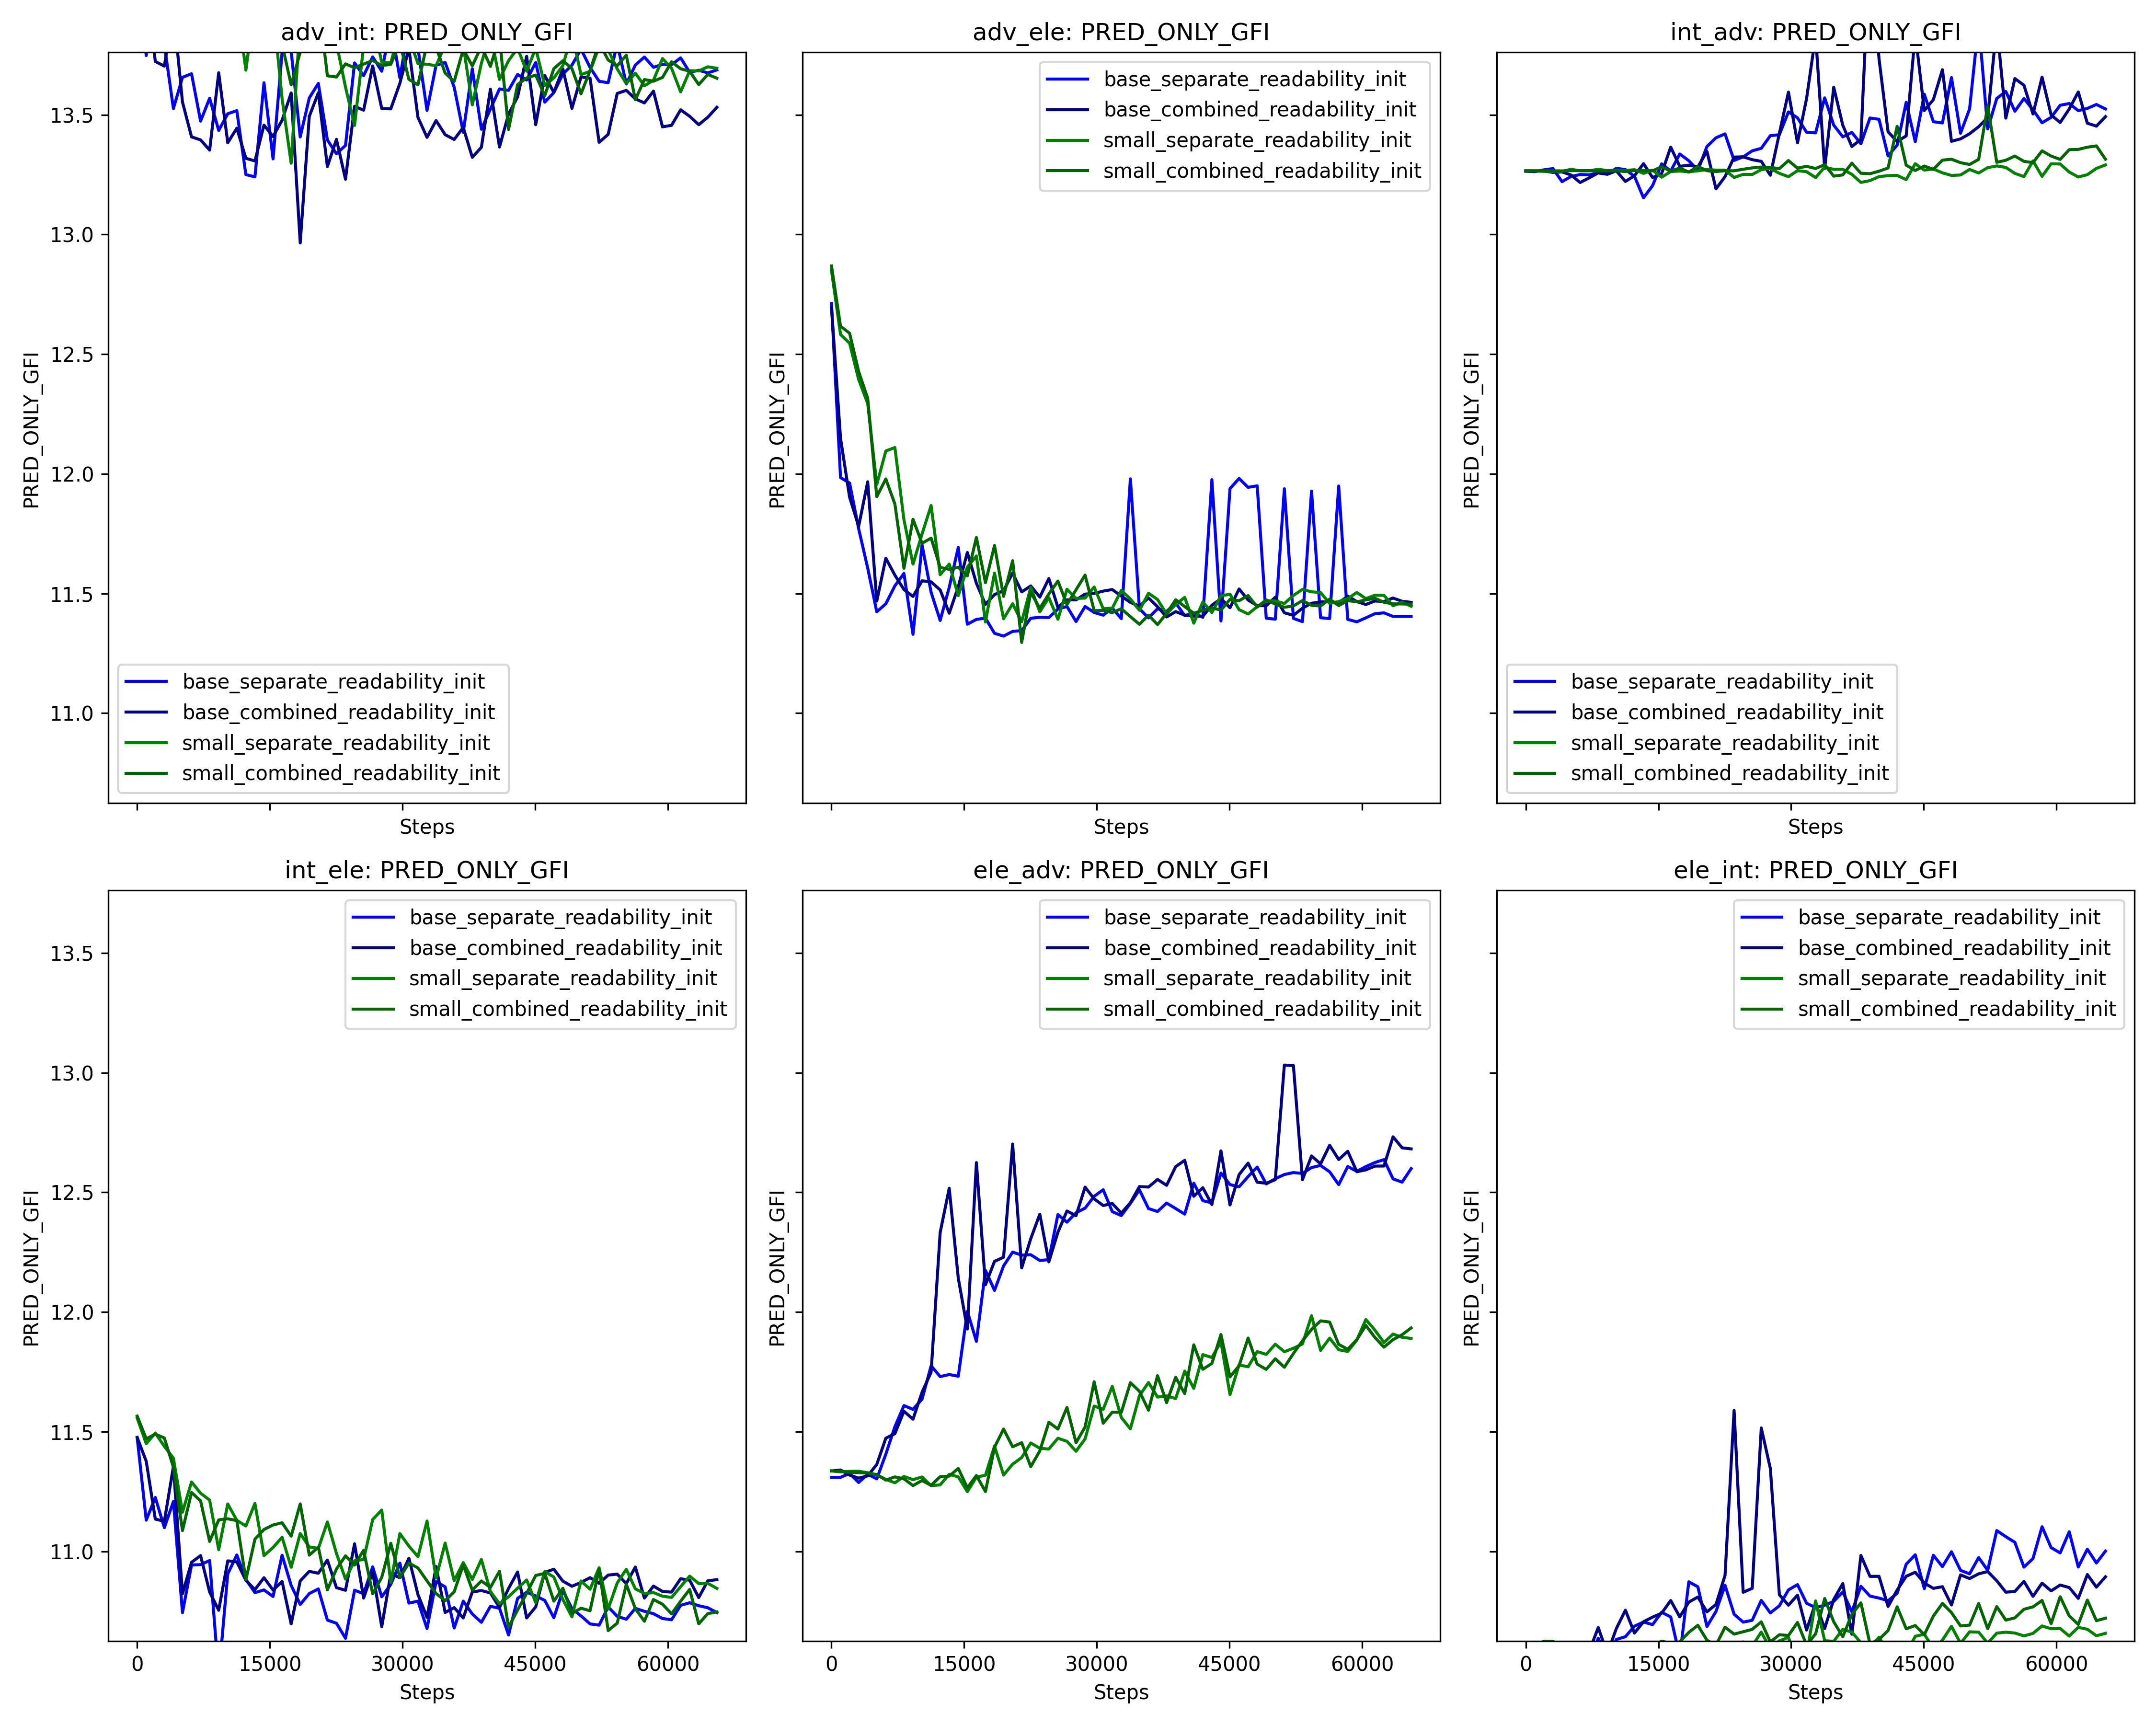 adv_int: PRED_ONLY_GFI
PRED_ONLY_GFI
13.5
13.0
12.5
12.0
11.5
11.0
base_separate_readability_init
base_combined_readability_init
small_separate_readability_init
small_combined_readability_init
Steps
adv_ele: PRED_ONLY_GFI
PRED_ONLY_GFI
base_separate_readability_init
base_combined_readability_init
small_separate_readability_init
small_combined_readability_init
Steps
int_adv: PRED_ONLY_GFI
PRED_ONLY_GFI
base_separate_readability_init
base_combined_readability_init
small_separate_readability_init
small_combined_readability_init
Steps
int_ele: PRED_ONLY_GFI
PRED_ONLY_GFI
13.5
13.0
12.5
12.0
11.5
11.0
base_separate_readability_init
base_combined_readability_init
small_separate_readability_init
small_combined_readability_init
0 15000 30000 45000 60000
Steps
ele_adv: PRED_ONLY_GFI
PRED_ONLY_GFI
base_separate_readability_init
base_combined_readability_init
small_separate_readability_init
small_combined_readability_init
0 15000 30000 45000 60000
Steps
ele_int: PRED_ONLY_GFI
PRED_ONLY_GFI
base_separate_readability_init
base_combined_readability_init
small_separate_readability_init
small_combined_readability_init
0 15000 30000 45000 60000
Steps